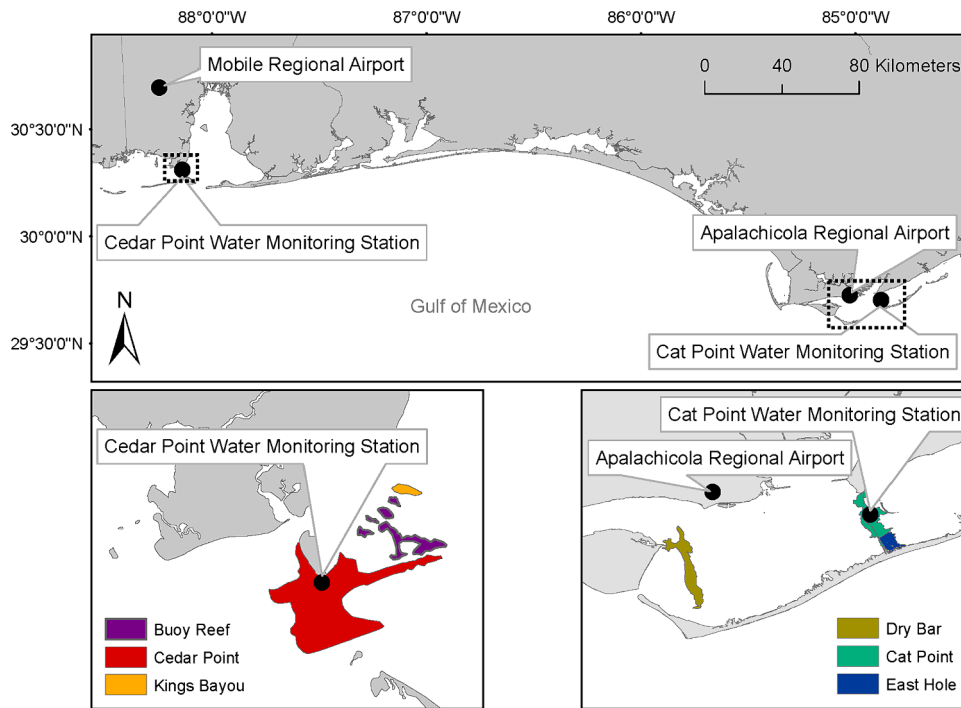 88°0'0"W
87°0'0"W
86°0'0"W
85°0'0"W
Mobile Regional Airport
0
40
80 Kilometers
30°30'0"N
Cedar Point Water Monitoring Station
30°0'0"N
Apalachicola Regional Airport
N
Gulf of Mexico
29°30'0"N
Cat Point Water Monitoring Station
Cedar Point Water Monitoring Station
Buoy Reef
Cedar Point
Kings Bayou
Cat Point Water Monitoring Station
Apalachicola Regional Airport
Dry Bar
Cat Point
East Hole